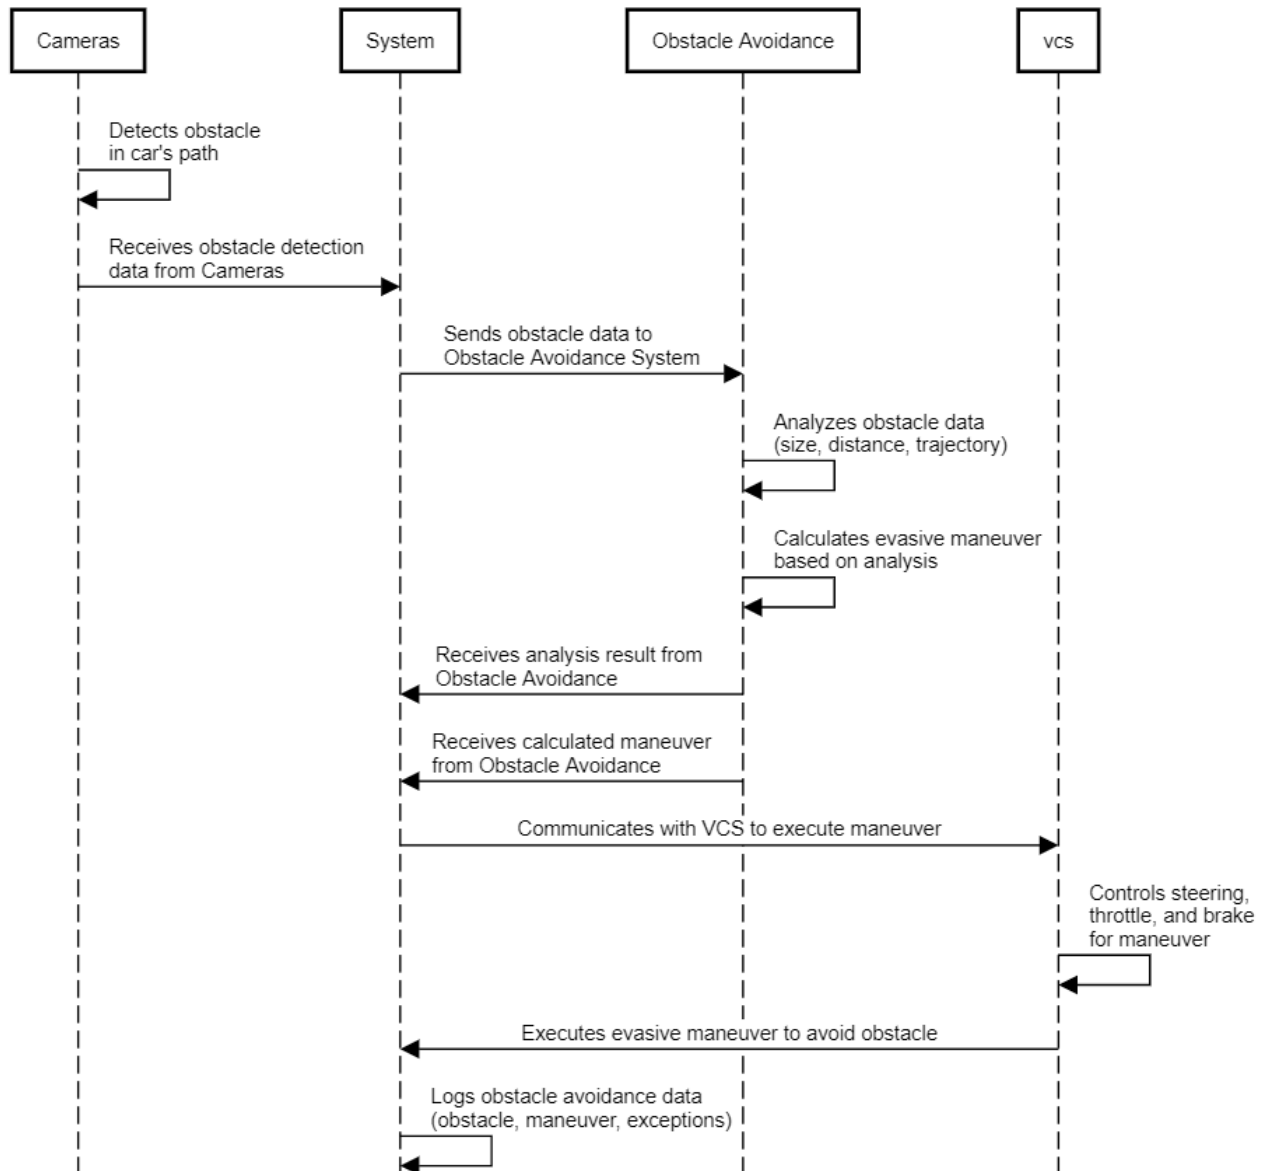 Cameras
System
Obstacle Avoidance
vcs
Detects obstacle
in car's path
Receives obstacle detection
data from Cameras
Sends obstacle data to
Obstacle Avoidance System
Analyzes obstacle data
(size, distance, trajectory)
Calculates evasive maneuver
based on analysis
Receives analysis result from
Obstacle Avoidance
Receives calculated maneuver
from Obstacle Avoidance
Communicates with VCS to execute maneuver
Controls steering,
throttle, and brake
for maneuver
Executes evasive maneuver to avoid obstacle
Logs obstacle avoidance data
(obstacle, maneuver, exceptions)